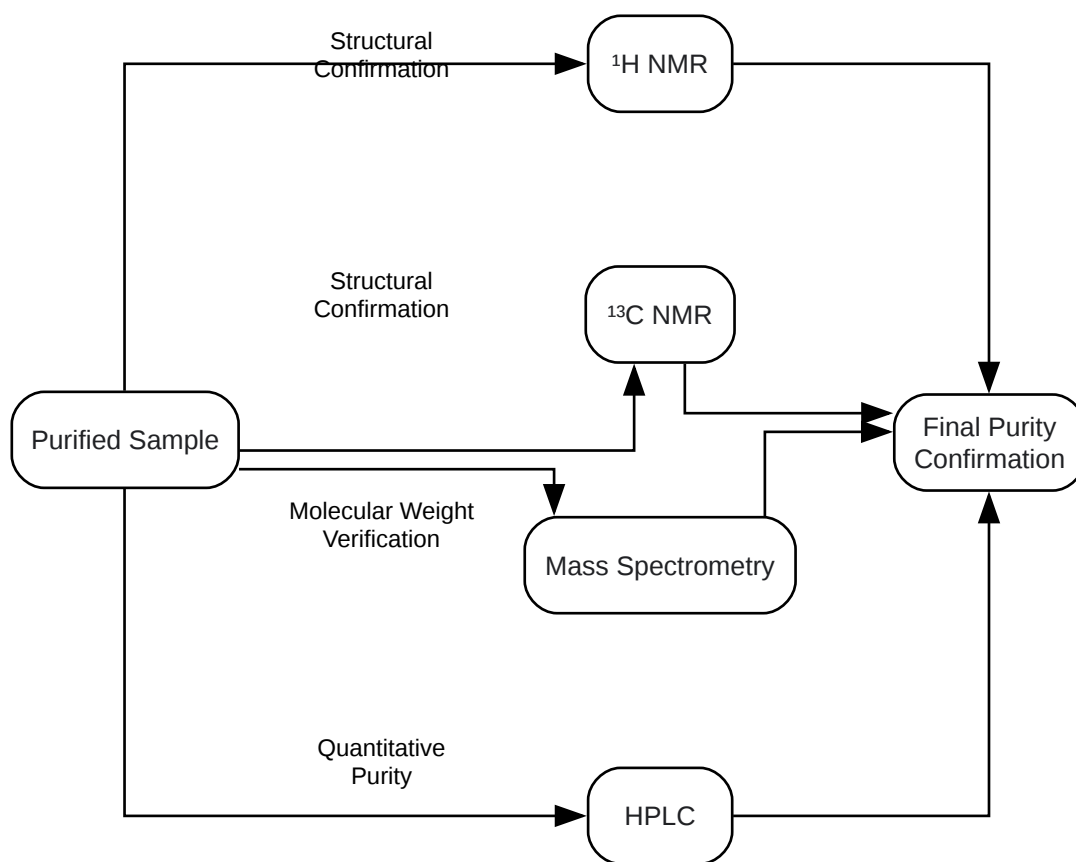 Structural
Confirmation
¹H NMR
Structural
Confirmation
¹³C NMR
Purified Sample
Final Purity
Confirmation
Molecular Weight
Verification
Mass Spectrometry
Quantitative
Purity
HPLC